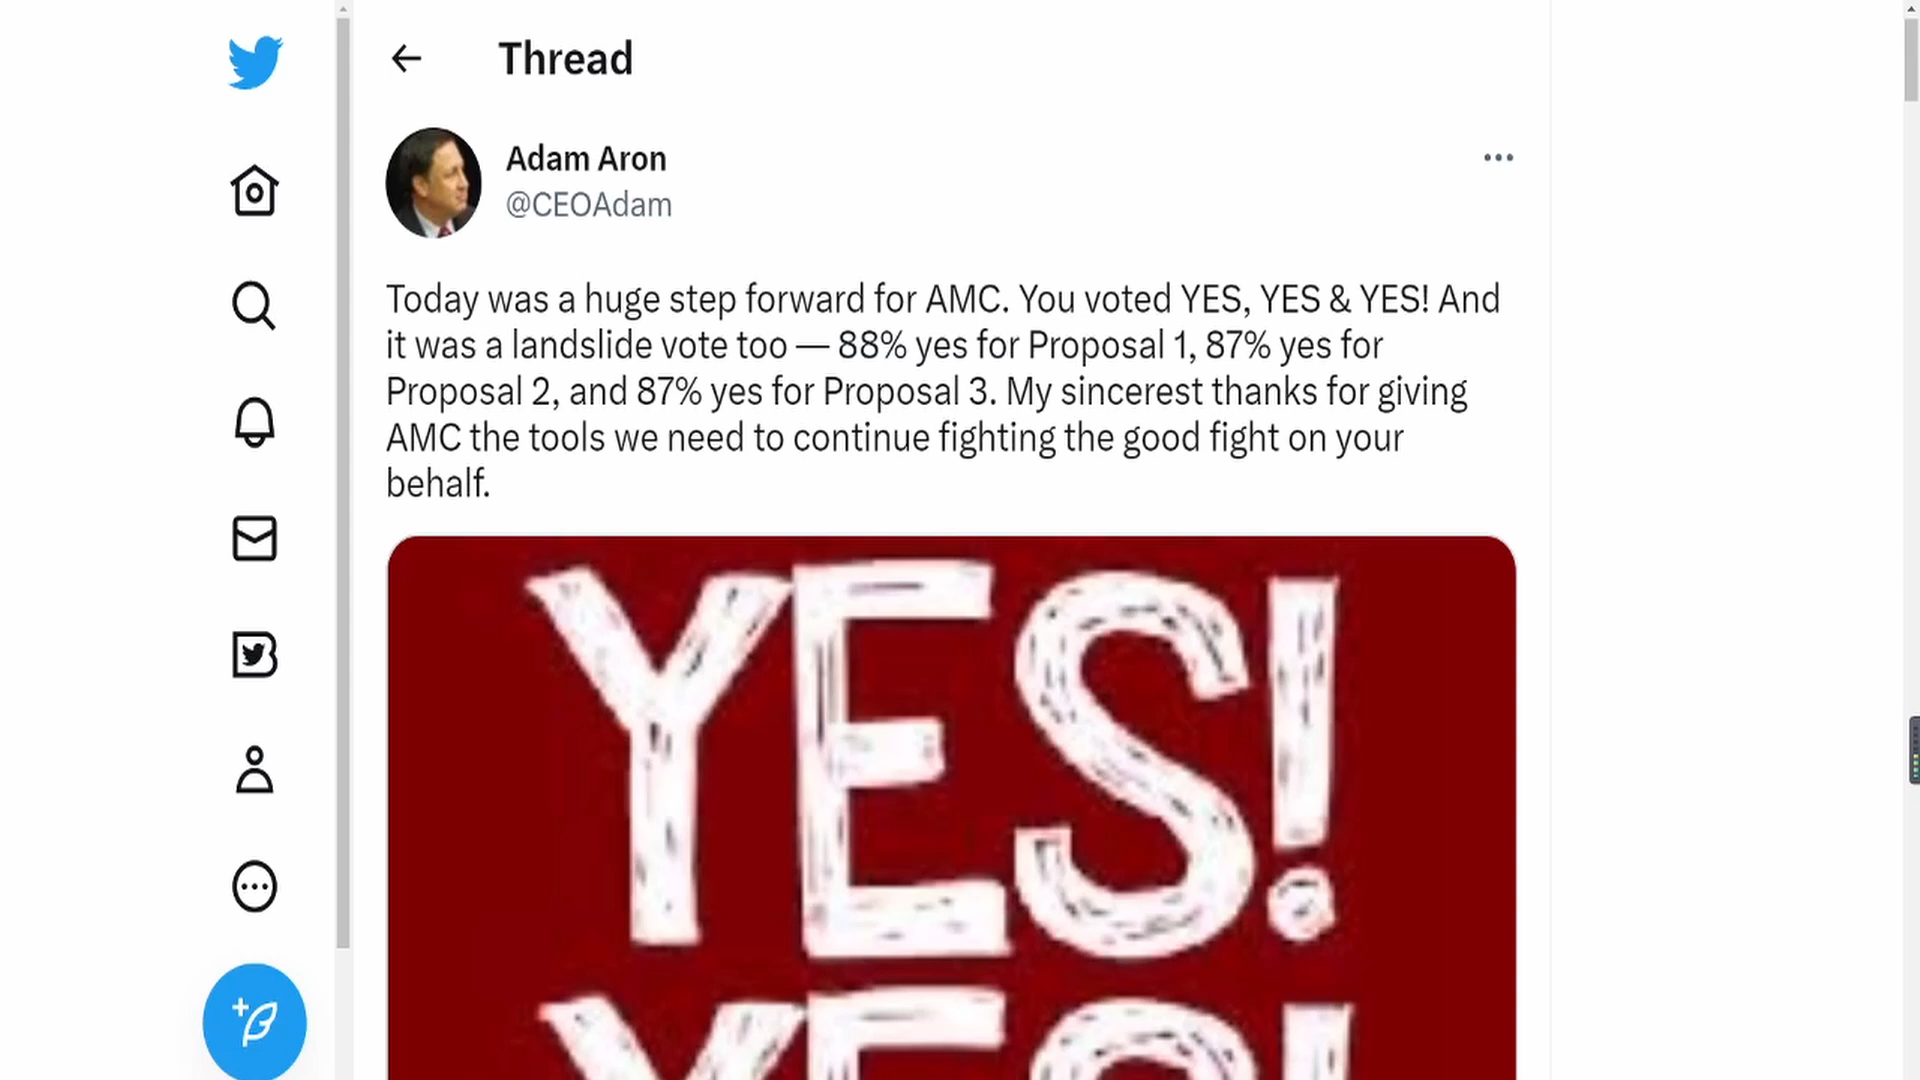 Thread
Adam Aron
@CEOAdam
Today was a huge step forward for AMC. You voted YES, YES & YES! And
it was a landslide vote too — 88% yes for Proposal 1, 87% yes for
Proposal 2, and 87% yes for Proposal 3. My sincerest thanks for giving
AMC the tools we need to continue fighting the good fight on your
behalf.
YES!
YES!